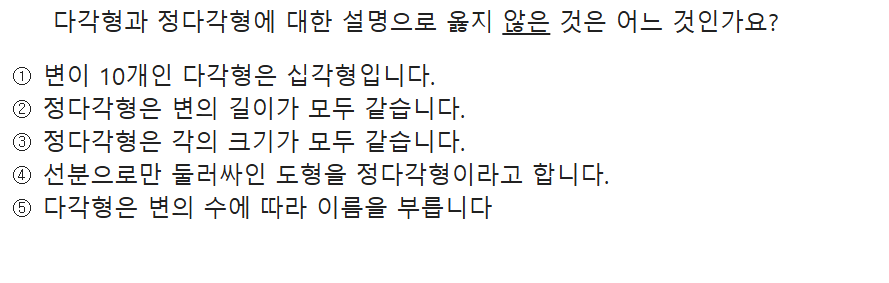 다각형과 정다각형에 대한 설명으로 옳지 않은 것은 어느 것인가요?
① 변이 10개인 다각형은 십각형입니다.
② 정다각형은 변의 길이가 모두 같습니다.
③ 정다각형은 각의 크기가 모두 같습니다.
④ 선분으로만 둘러싸인 도형을 정다각형이라고 합니다.
⑤ 다각형은 변의 수에 따라 이름을 부릅니다